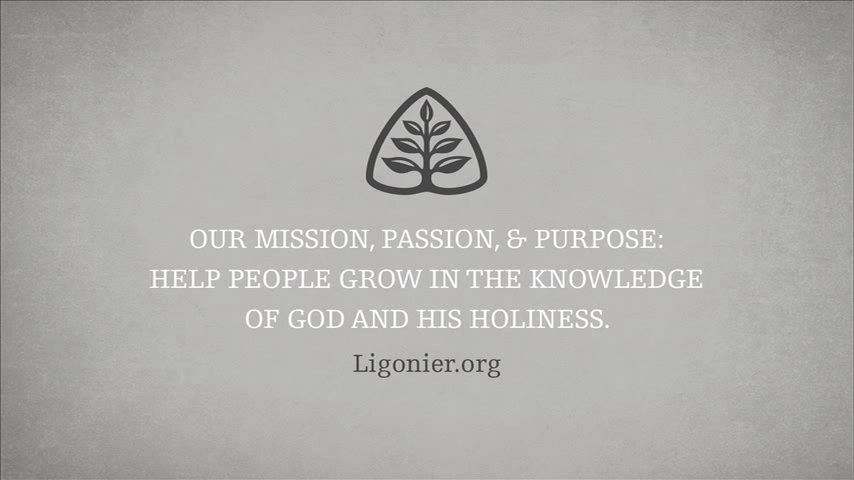 OUR MISSION, PASSION, & PURPOSE:
HELP PEOPLE GROW IN THE KNOWLEDGE
OF GOD AND HIS HOLINESS.
Ligonier.org